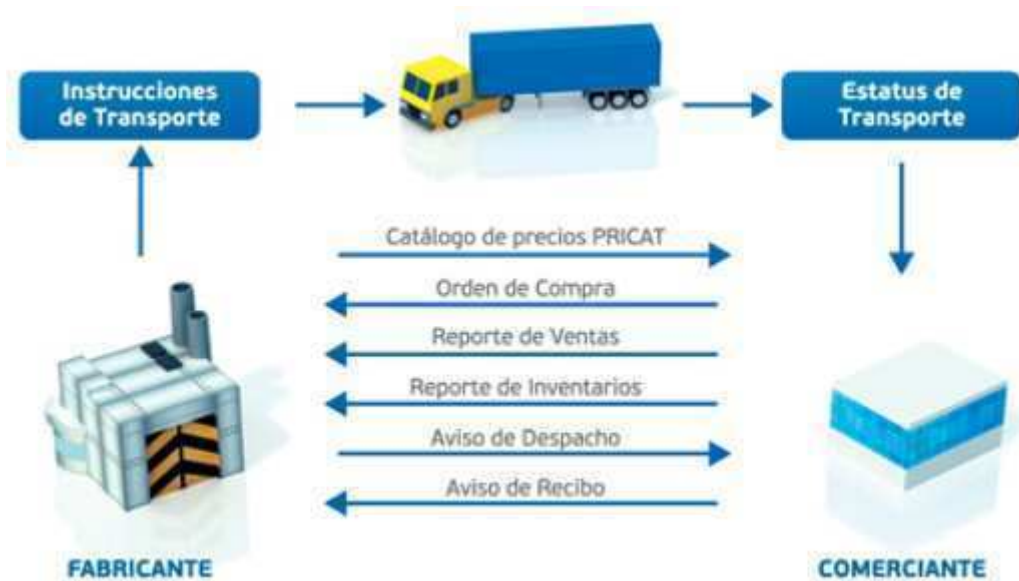 Instrucciones
de Transporte
Estatus de
Transporte
Catálogo de precios PRICAT
Orden de Compra
Reporte de Ventas
Reporte de Inventarios
Aviso de Despacho
Aviso de Recibo
FABRICANTE
COMERCIANTE